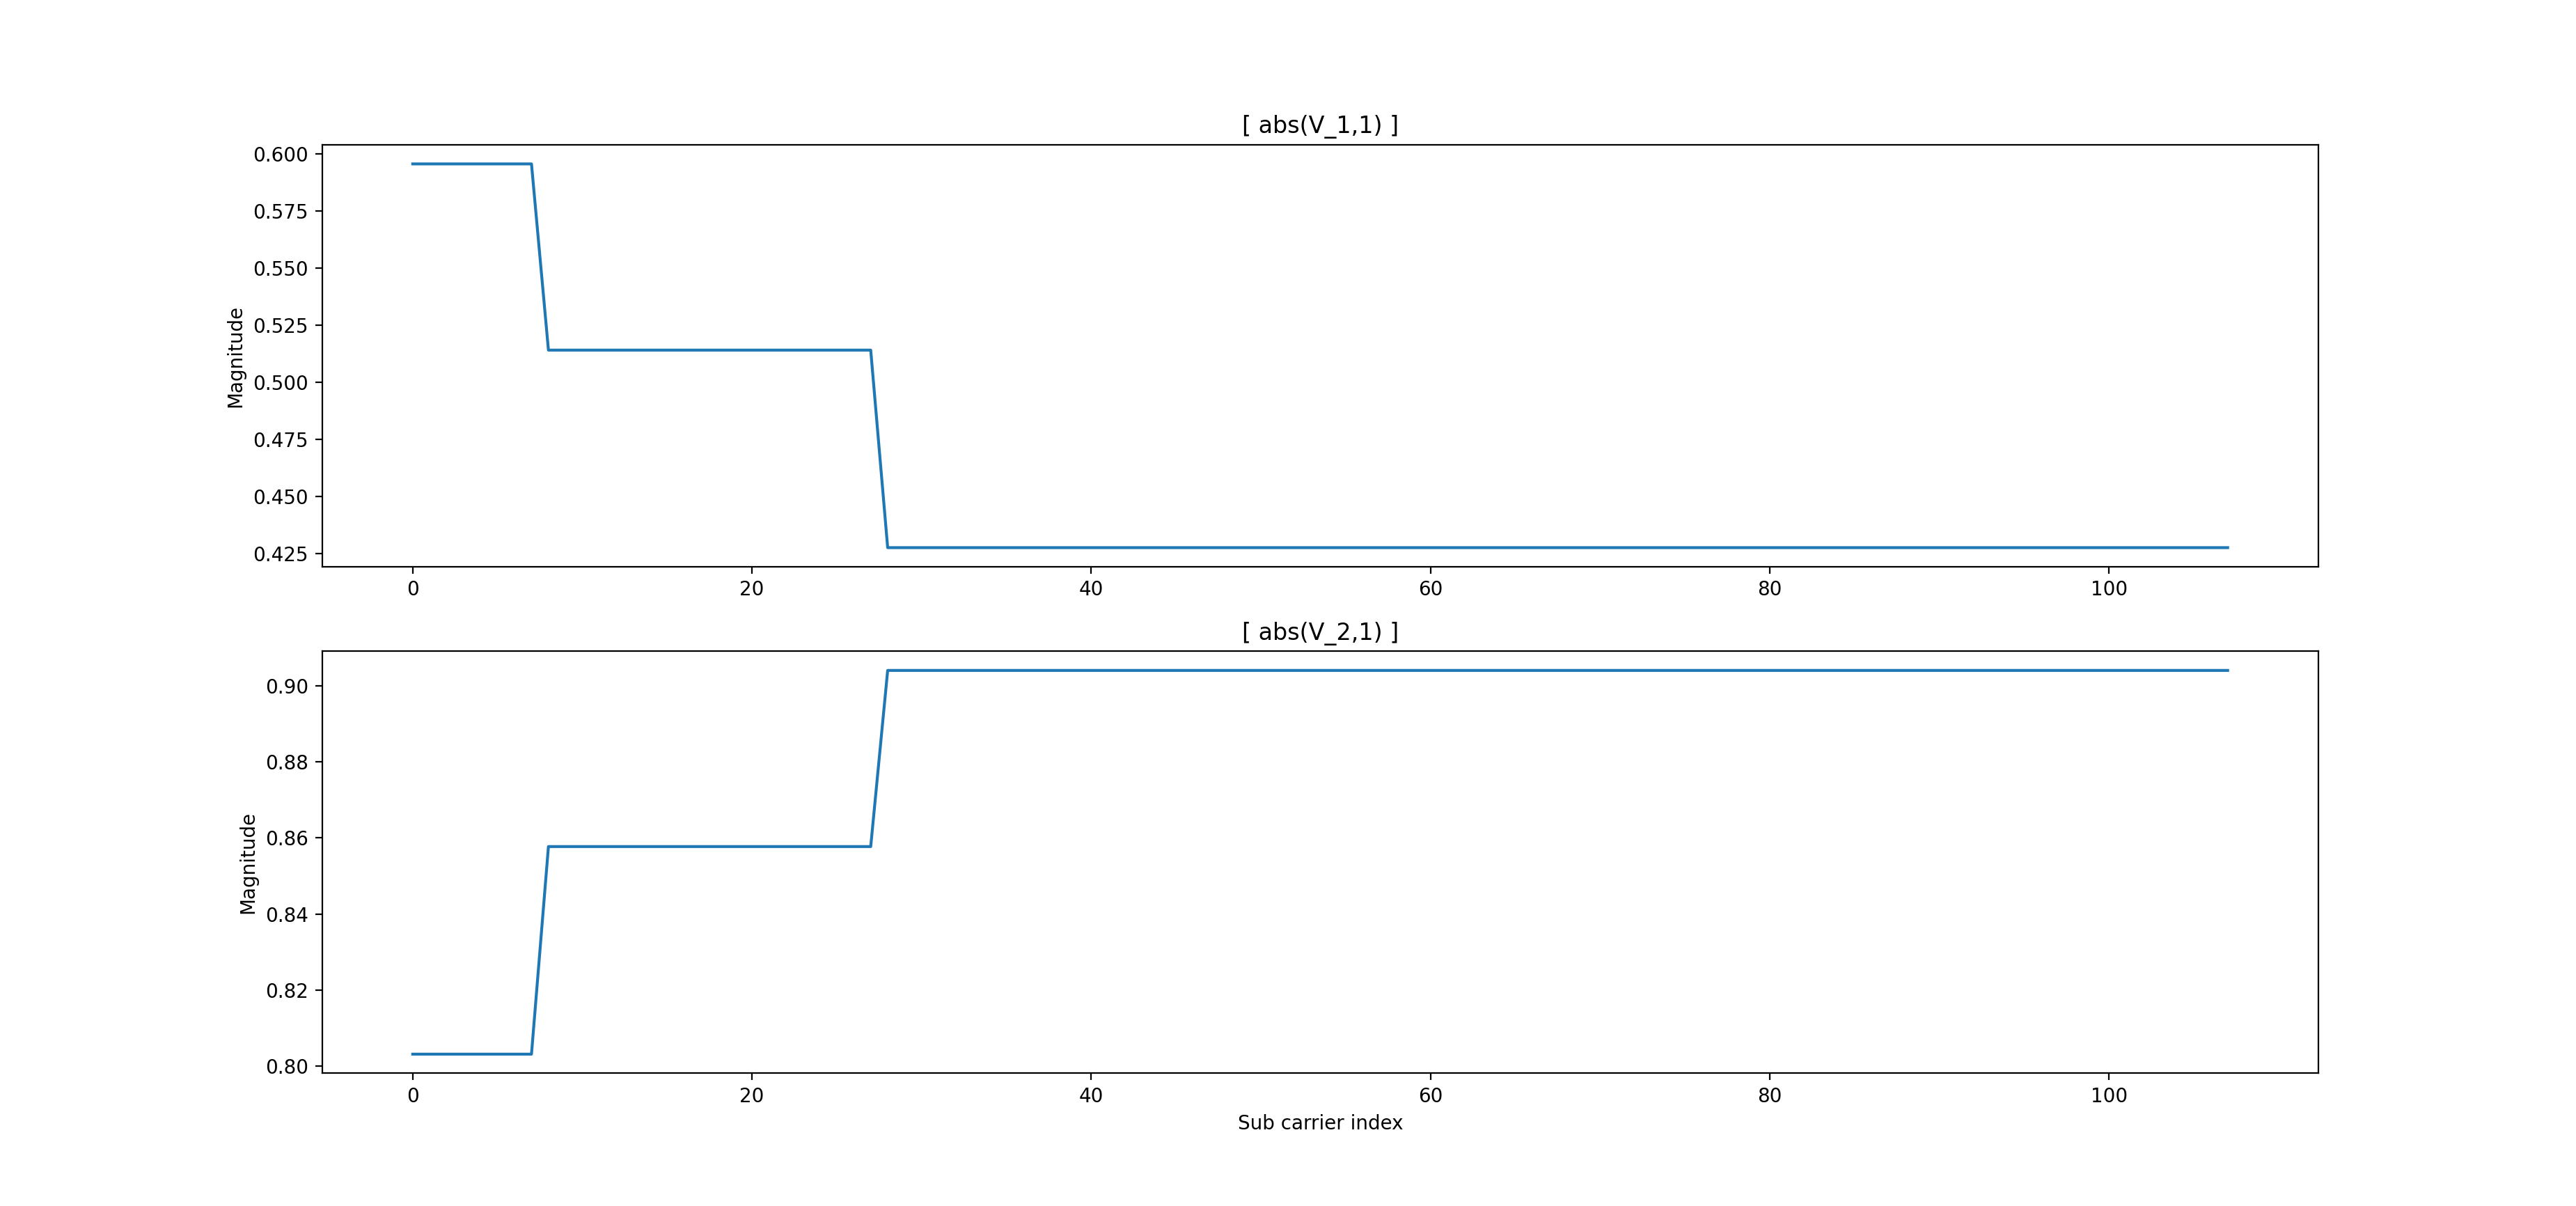 [ abs(V_1,1) ]
0.600
0.575
0.550
0.525
0.500
0.475
0.450
0.425
Magnitude
0 20 40 60 80 100
[ abs(V_2,1) ]
0.90
0.88
0.86
0.84
0.82
0.80
Magnitude
0 20 40 60 80 100
Sub carrier index